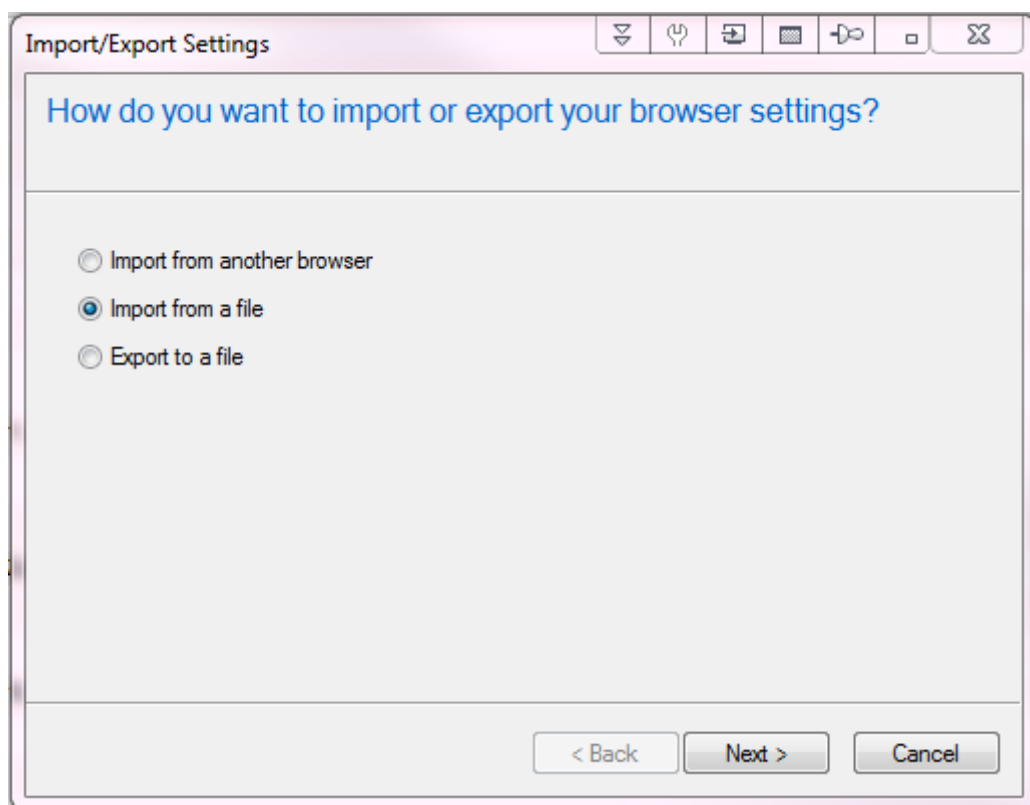 Import/Export Settings
How do you want to import or export your browser settings?
Import from another browser
Import from a file
Export to a file
< Back Next > Cancel